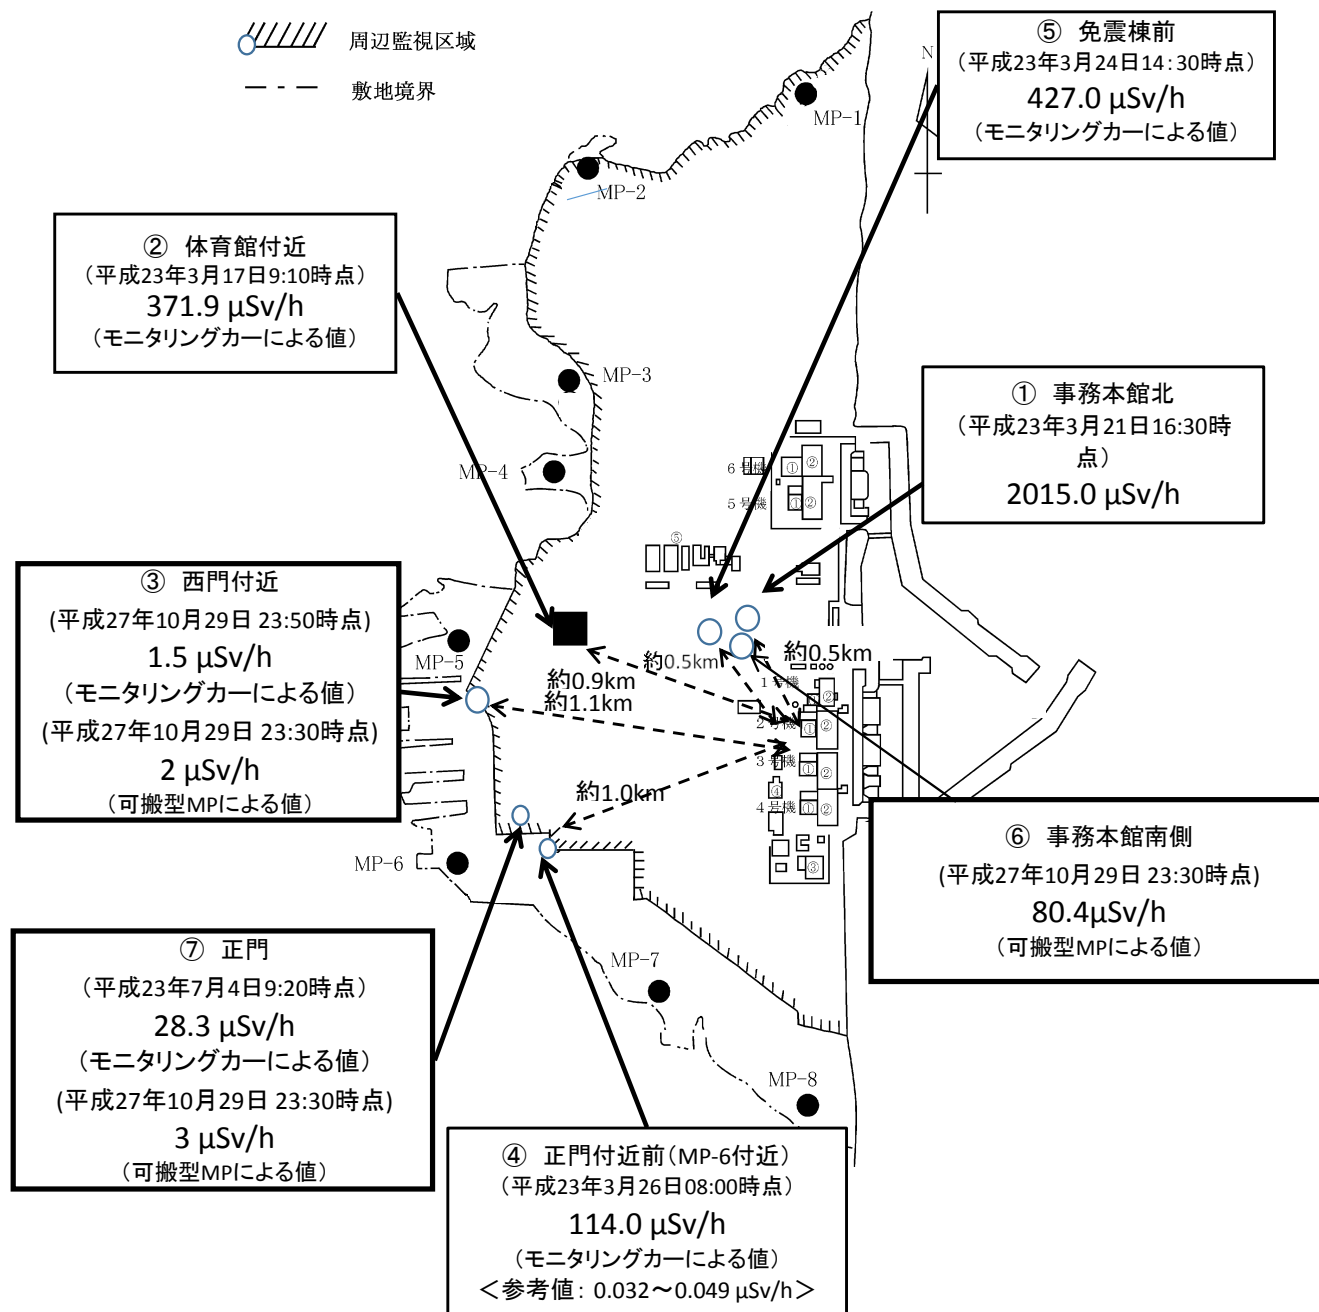 周辺監視区域
敷地境界
N
⑤ 免震棟前
（平成23年3月24日14:30時点）
427.0 μSv/h
（モニタリングカーによる値）
MP-1
MP-2
② 体育館付近
（平成23年3月17日9:10時点）
371.9 μSv/h
（モニタリングカーによる値）
MP-3
① 事務本館北
（平成23年3月21日16:30時
点）
2015.0 μSv/h
MP-4
6号機
①
②
5号機
①
②
⑤
③ 西門付近
(平成27年10月29日 23:50時点)
1.5 μSv/h
（モニタリングカーによる値）
(平成27年10月29日 23:30時点)
2 μSv/h
（可搬型MPによる値）
MP-5
約0.5km
約0.5km
約0.9km
約1.1km
1号機
②
2号機
①
②
3号機
①
②
④
4号機
①
②
③
約1.0km
MP-6
⑥ 事務本館南側
(平成27年10月29日 23:30時点)
80.4μSv/h
（可搬型MPによる値）
⑦ 正門
（平成23年7月4日9:20時点）
28.3 μSv/h
（モニタリングカーによる値）
(平成27年10月29日 23:30時点)
3 μSv/h
（可搬型MPによる値）
MP-7
MP-8
④ 正門付近前（MP-6付近）
（平成23年3月26日08:00時点）
114.0 μSv/h
（モニタリングカーによる値）
＜参考値：0.032～0.049 μSv/h＞